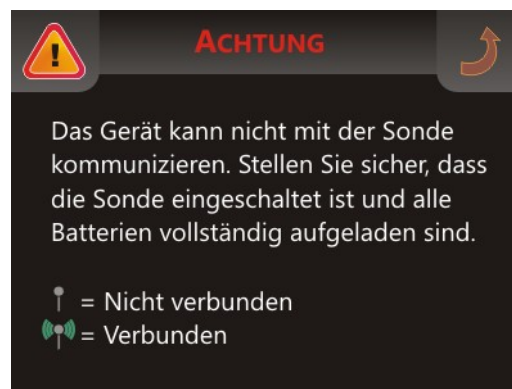 ACHTUNG
Das Gerät kann nicht mit der Sonde
kommunizieren. Stellen Sie sicher, dass
die Sonde eingeschaltet ist und alle
Batterien vollständig aufgeladen sind.
= Nicht verbunden
= Verbunden